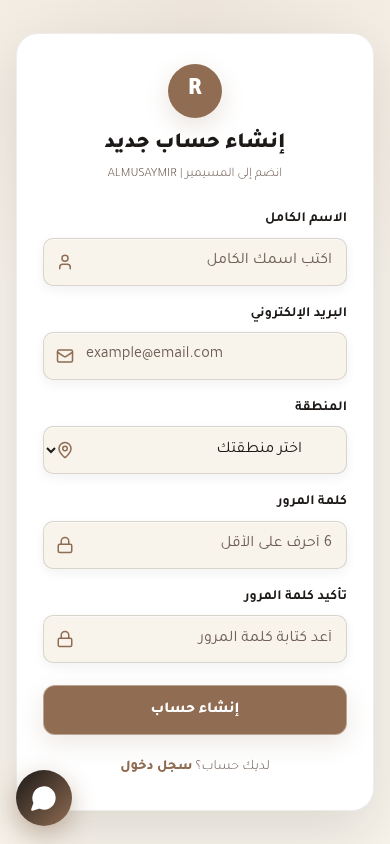 R
إنشاء حساب جديد
انضم إلى المسيمير | ALMUSAYMIR
الاسم الكامل
اكتب اسمك الكامل
البريد الإلكتروني
example@email.com
المنطقة
اختر منطقتك
كلمة المرور
6 أحرف على الأقل
تأكيد كلمة المرور
أعد كتابة كلمة المرور
إنشاء حساب
لديك حساب؟ سجل دخول